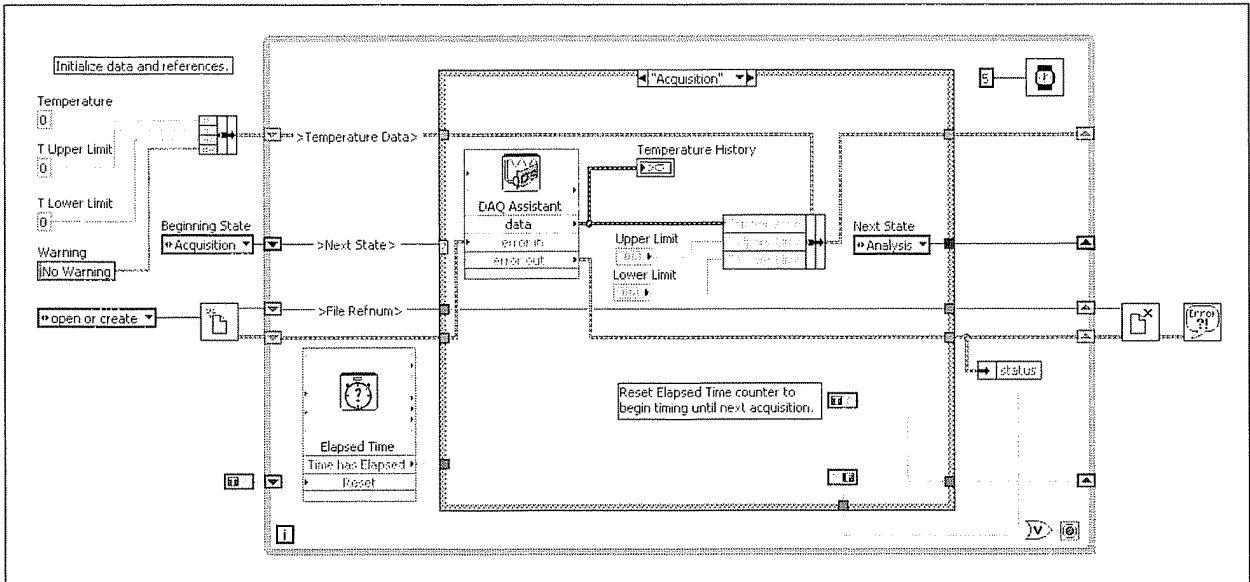 Initialize data and references.
Temperature
0
T Upper Limit
0
T Lower Limit
0
Warning
No Warning
Beginning State
Acquisition
open or create
>Temperature Data>
>Next State>
>File Refnum>
Elapsed Time
Time has Elapsed
Reset
T
i
"Acquisition"
DAQ Assistant
data
error in
error out
Temperature History
Upper Limit
Lower Limit
Next State
Analysis
Reset Elapsed Time counter to
begin timing until next acquisition.
T
F
5
status
V
Error
?!